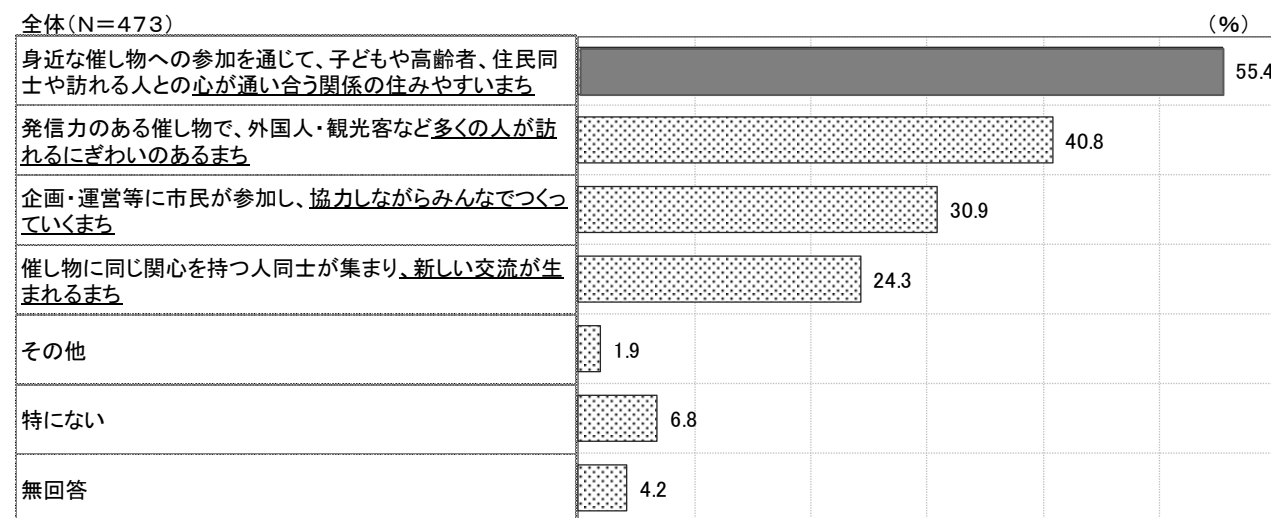 全体(N=473)
(%)
身近な催し物への参加を通じて、子どもや高齢者、住民同
士や訪れる人との心が通い合う関係の住みやすいまち
55.4
発信力のある催し物で、外国人・観光客など多くの人が訪
れるにぎわいのあるまち
40.8
企画・運営等に市民が参加し、協力しながらみんなでつくっ
ていくまち
30.9
催し物に同じ関心を持つ人同士が集まり、新しい交流が生
まれるまち
24.3
その他
1.9
特にない
6.8
無回答
4.2